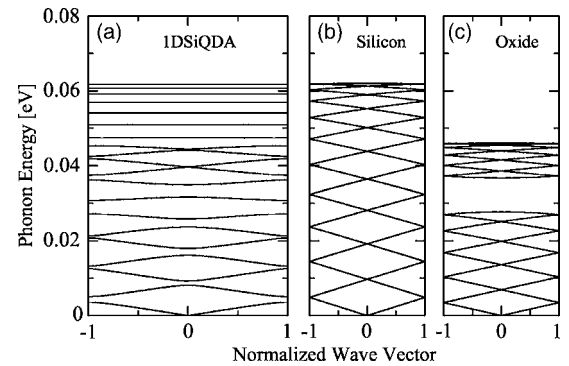 (a) 1DSiQDA
(b) Silicon
(c) Oxide
Phonon Energy [eV]
0.08
0.06
0.04
0.02
0
-1 0 1
-1 0 1
-1 0 1
Normalized Wave Vector